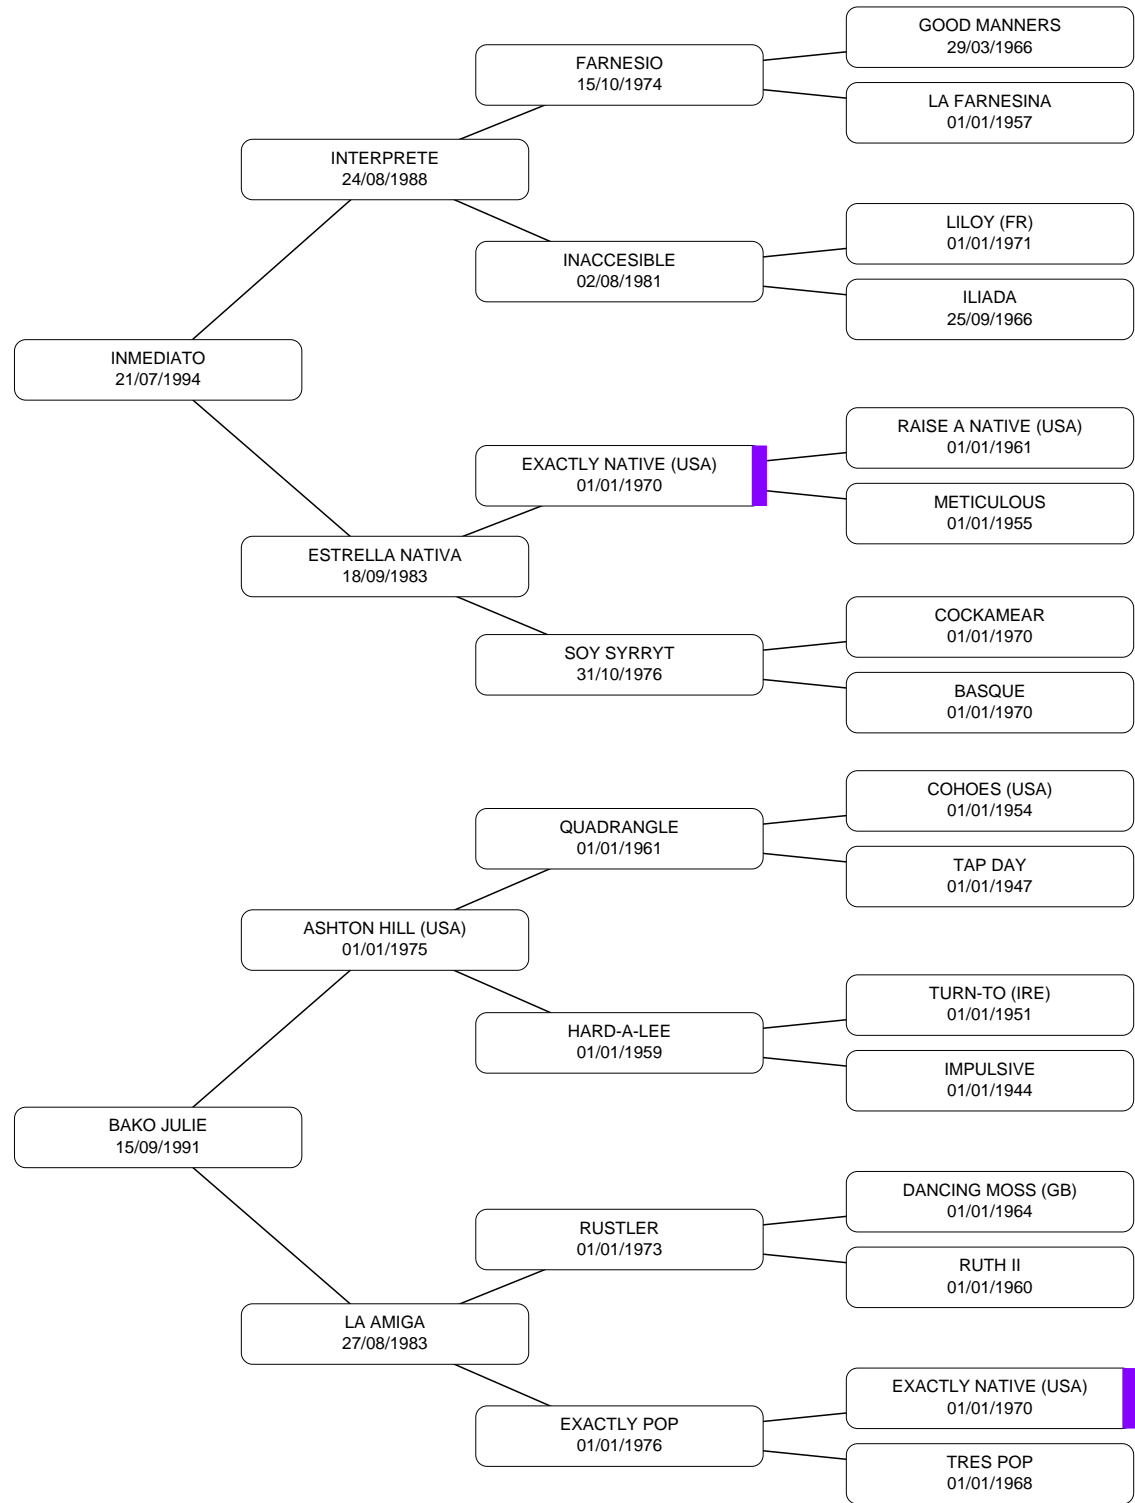 GOOD MANNERS
29/03/1966
FARNESIO
15/10/1974
LA FARNESINA
01/01/1957
INTERPRETE
24/08/1988
LILOY (FR)
01/01/1971
INACCESIBLE
02/08/1981
ILIADA
25/09/1966
INMEDIATO
21/07/1994
RAISE A NATIVE (USA)
01/01/1961
EXACTLY NATIVE (USA)
01/01/1970
METICULOUS
01/01/1955
ESTRELLA NATIVA
18/09/1983
COCKAMEAR
01/01/1970
SOY SYRRYT
31/10/1976
BASQUE
01/01/1970
COHOES (USA)
01/01/1954
QUADRANGLE
01/01/1961
TAP DAY
01/01/1947
ASHTON HILL (USA)
01/01/1975
TURN-TO (IRE)
01/01/1951
HARD-A-LEE
01/01/1959
IMPULSIVE
01/01/1944
BAKO JULIE
15/09/1991
DANCING MOSS (GB)
01/01/1964
RUSTLER
01/01/1973
RUTH II
01/01/1960
LA AMIGA
27/08/1983
EXACTLY NATIVE (USA)
01/01/1970
EXACTLY POP
01/01/1976
TRES POP
01/01/1968